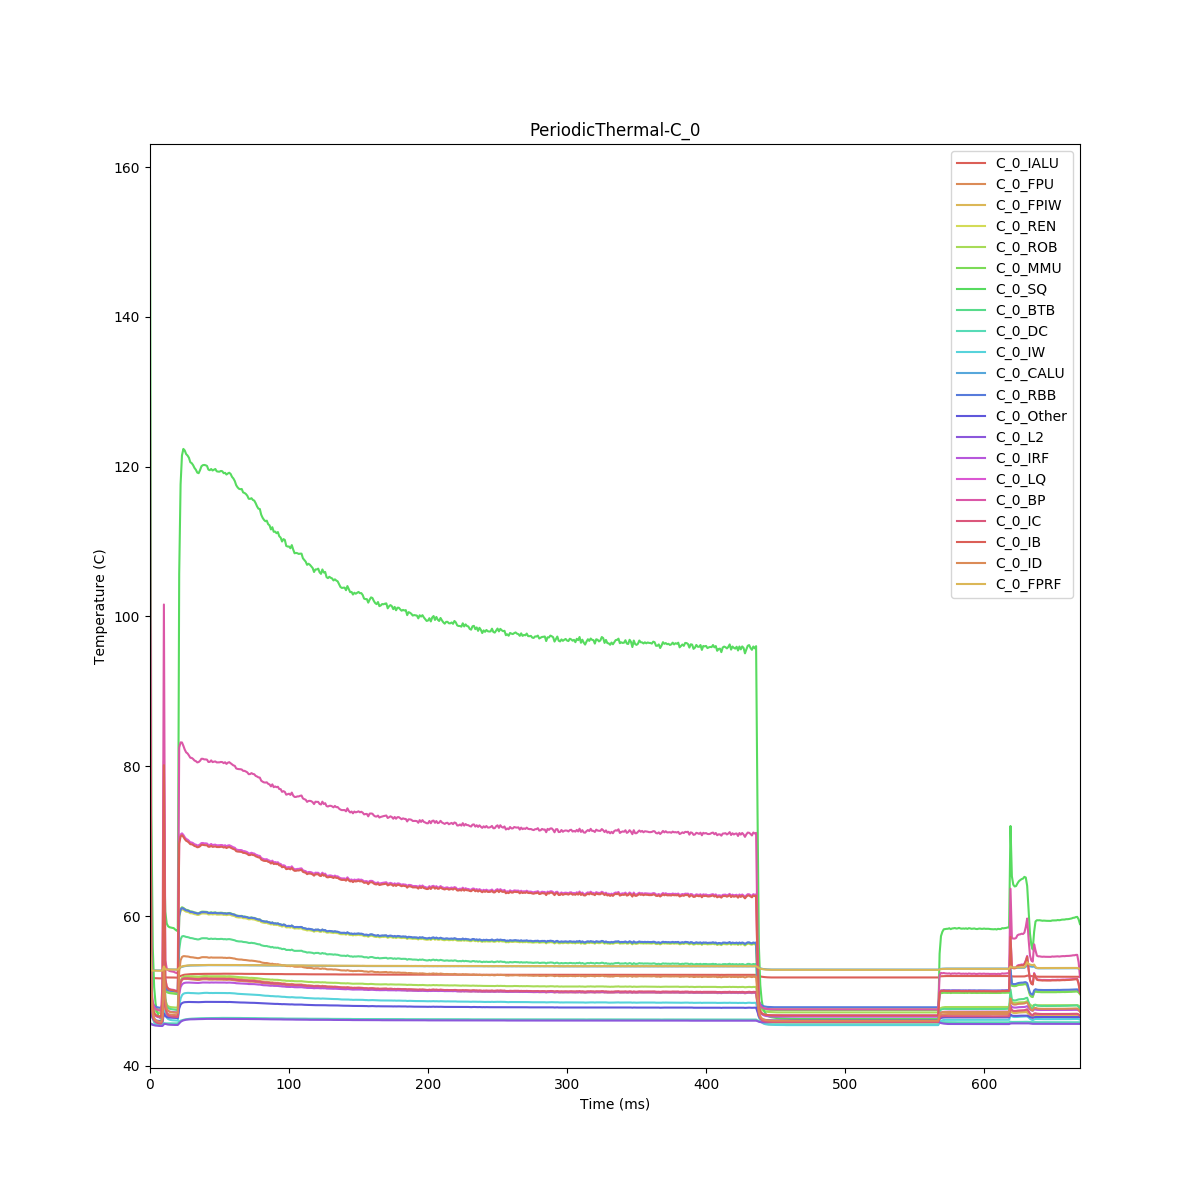 PeriodicThermal-C_0
160
140
120
100
80
60
40
Temperature (C)
0 100 200 300 400 500 600
Time (ms)
C_0_IALU
C_0_FPU
C_0_FPIW
C_0_REN
C_0_ROB
C_0_MMU
C_0_SQ
C_0_BTB
C_0_DC
C_0_IW
C_0_CALU
C_0_RBB
C_0_Other
C_0_L2
C_0_IRF
C_0_LQ
C_0_BP
C_0_IC
C_0_IB
C_0_ID
C_0_FPRF